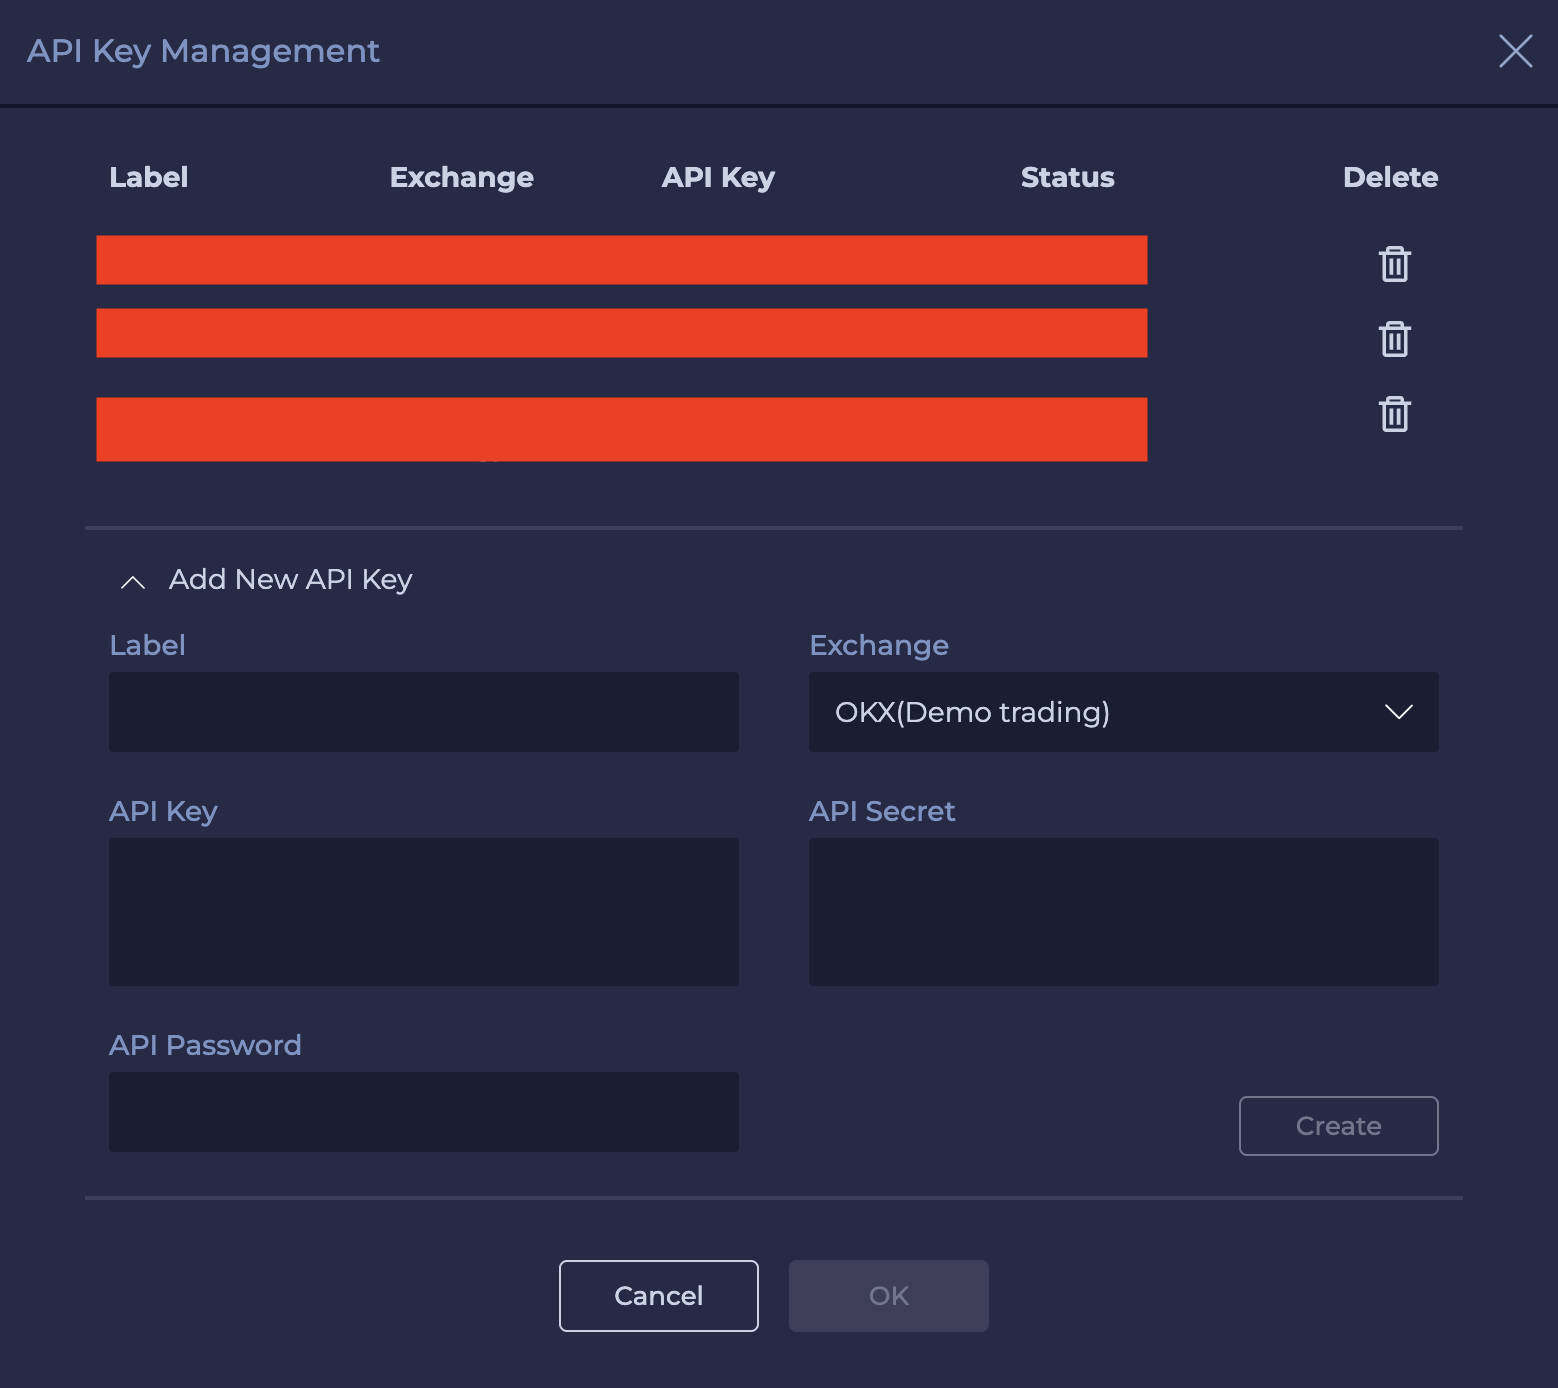 API Key Management
Label Exchange API Key Status Delete
Add New API Key
Label Exchange
OKX(Demo trading)
API Key API Secret
API Password
Create
Cancel OK